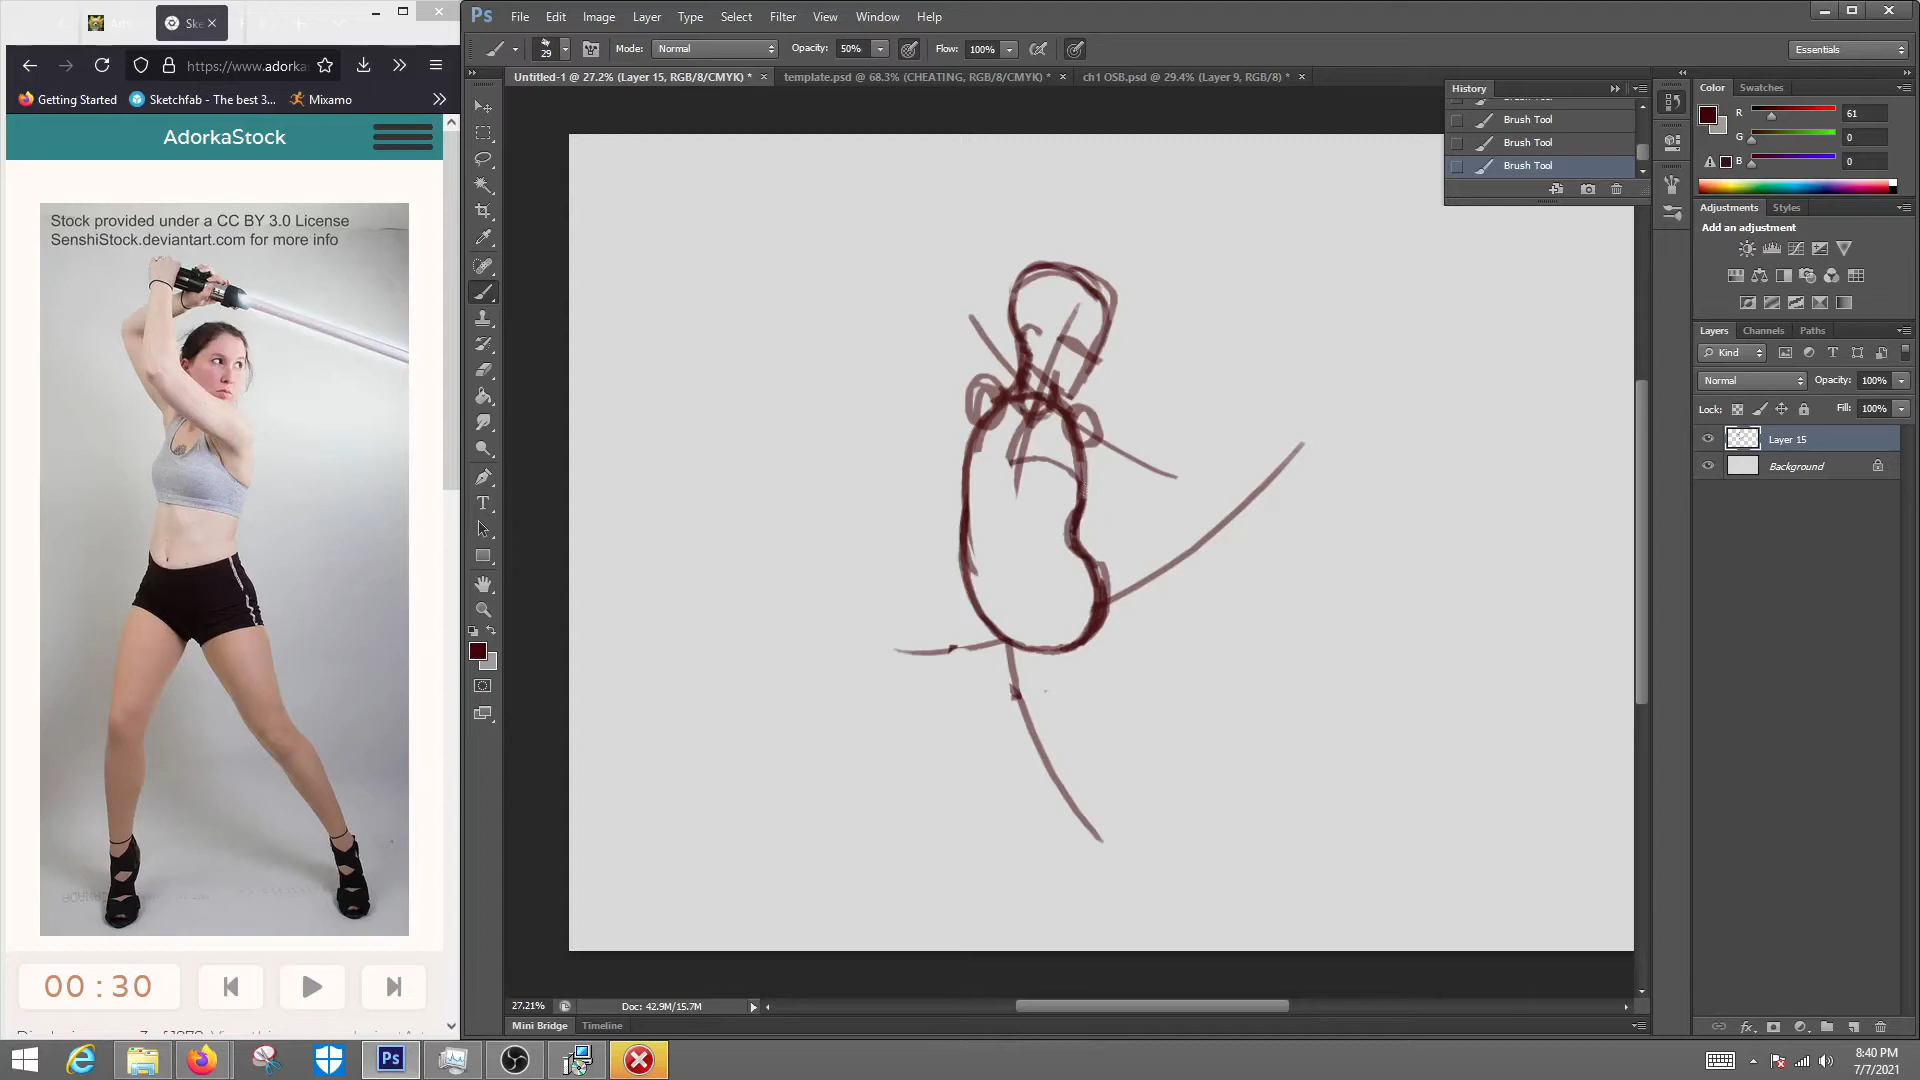 Ske
Ps
File Edit Image Layer Type Select Filter View Window Help
29
Mode: Normal
Opacity: 50%
Flow: 100%
Essentials
https://www.adorka
Getting Started
Sketchfab - The best 3...
Mixamo
Untitled-1 @ 27.2% (Layer 15, RGB/8/CMYK) *
template.psd @ 68.3% (CHEATING, RGB/8/CMYK) *
ch1 OSB.psd @ 29.4% (Layer 9, RGB/8) *
AdorkaStock
Stock provided under a CC BY 3.0 License
SenshiStock.deviantart.com for more info
00 : 30
History
Brush Tool
Brush Tool
Brush Tool
Color Swatches
R 61
G 0
B 0
Adjustments Styles
Add an adjustment
Layers Channels Paths
Kind
Normal
Opacity: 100%
Lock:
Fill: 100%
Layer 15
Background
27.21%
Doc: 42.9M/15.7M
Mini Bridge Timeline
Ps
8:40 PM
7/7/2021